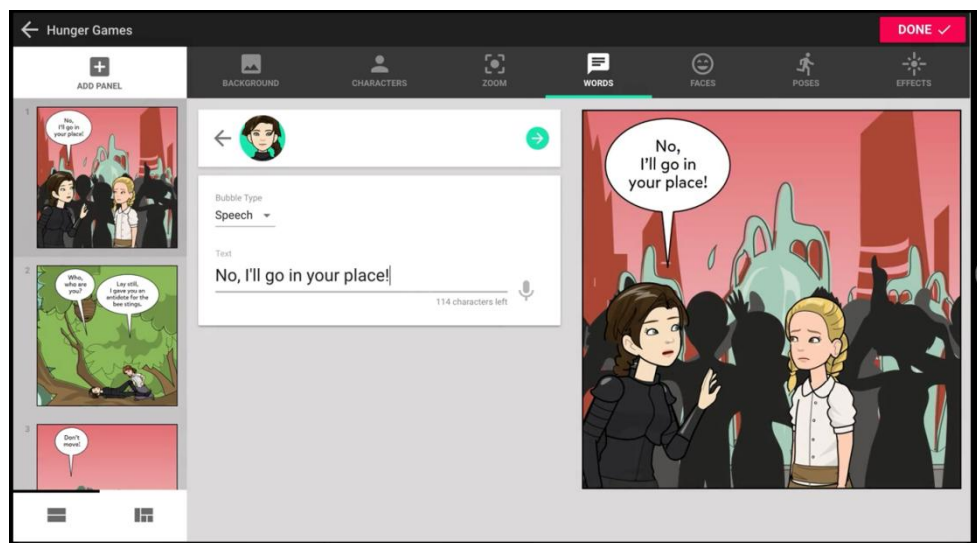 Hunger Games
DONE
ADD PANEL
BACKGROUND
CHARACTERS
ZOOM
WORDS
FACES
POSES
EFFECTS
1
No,
I'll go in
your place!
2
Who,
who are
you?
Lay still,
I gave you an
antidote for the
bee stings.
3
Don't
move!
Bubble Type
Speech
Text
No, I'll go in your place!
114 characters left
No,
I'll go in
your place!